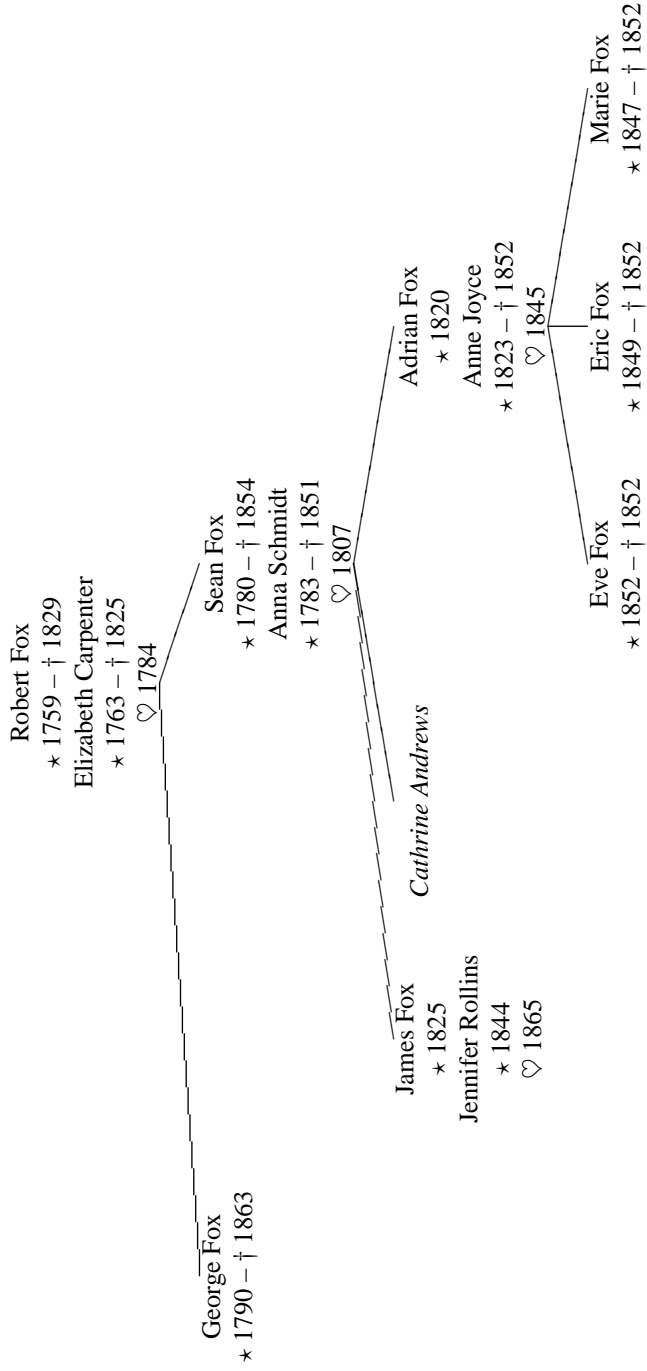 Robert Fox
⋆ 1759 – † 1829
Elizabeth Carpenter
⋆ 1763 – † 1825
♡ 1784
George Fox
⋆ 1790 – † 1863
Sean Fox
⋆ 1780 – † 1854
Anna Schmidt
⋆ 1783 – † 1851
♡ 1807
James Fox
⋆ 1825
Jennifer Rollins
⋆ 1844
♡ 1865
Cathrine Andrews
Adrian Fox
⋆ 1820
Anne Joyce
⋆ 1823 – † 1852
♡ 1845
Eve Fox
⋆ 1852 – † 1852
Eric Fox
⋆ 1849 – † 1852
Marie Fox
⋆ 1847 – † 1852